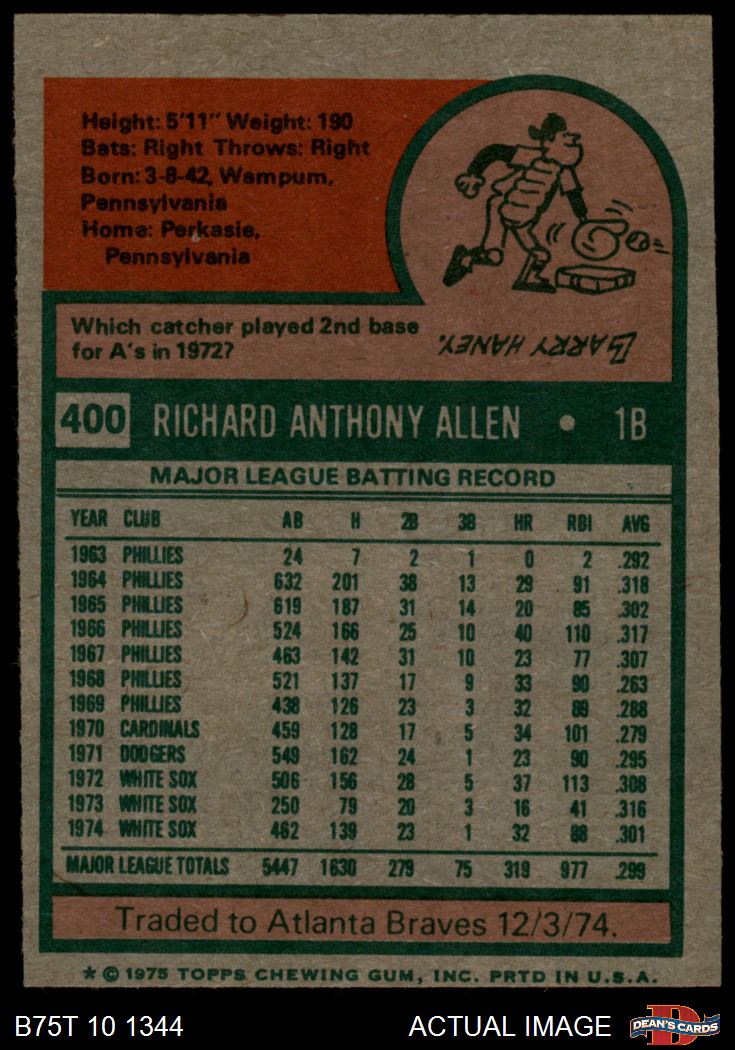 Height: 5'11" Weight: 190
Bats: Right Throws: Right
Born: 3-8-42, Wampum,
Pennsylvania
Home: Perkasie,
Pennsylvania
Which catcher played 2nd base
for A's in 1972?
BARRY HANEY.
400 RICHARD ANTHONY ALLEN • 1B
MAJOR LEAGUE BATTING RECORD
YEAR CLUB AB H 2B 3B HR RBI AVG
1963 PHILLIES 24 7 2 1 0 2 .292
1964 PHILLIES 632 201 38 13 29 91 .318
1965 PHILLIES 619 187 31 14 20 85 .302
1966 PHILLIES 524 166 25 10 40 110 .317
1967 PHILLIES 463 142 31 10 23 77 .307
1968 PHILLIES 521 137 17 9 33 90 .263
1969 PHILLIES 438 126 23 3 32 89 .288
1970 CARDINALS 459 128 17 5 34 101 .279
1971 DODGERS 549 162 24 1 23 90 .295
1972 WHITE SOX 506 156 28 5 37 113 .308
1973 WHITE SOX 250 79 20 3 16 41 .316
1974 WHITE SOX 462 139 23 1 32 88 .301
MAJOR LEAGUE TOTALS 5447 1630 279 75 319 977 .299
Traded to Atlanta Braves 12/3/74.
* © 1975 TOPPS CHEWING GUM, INC. PRTD IN U.S.A.
B75T 10 1344 ACTUAL IMAGE DEAN'S CARDS